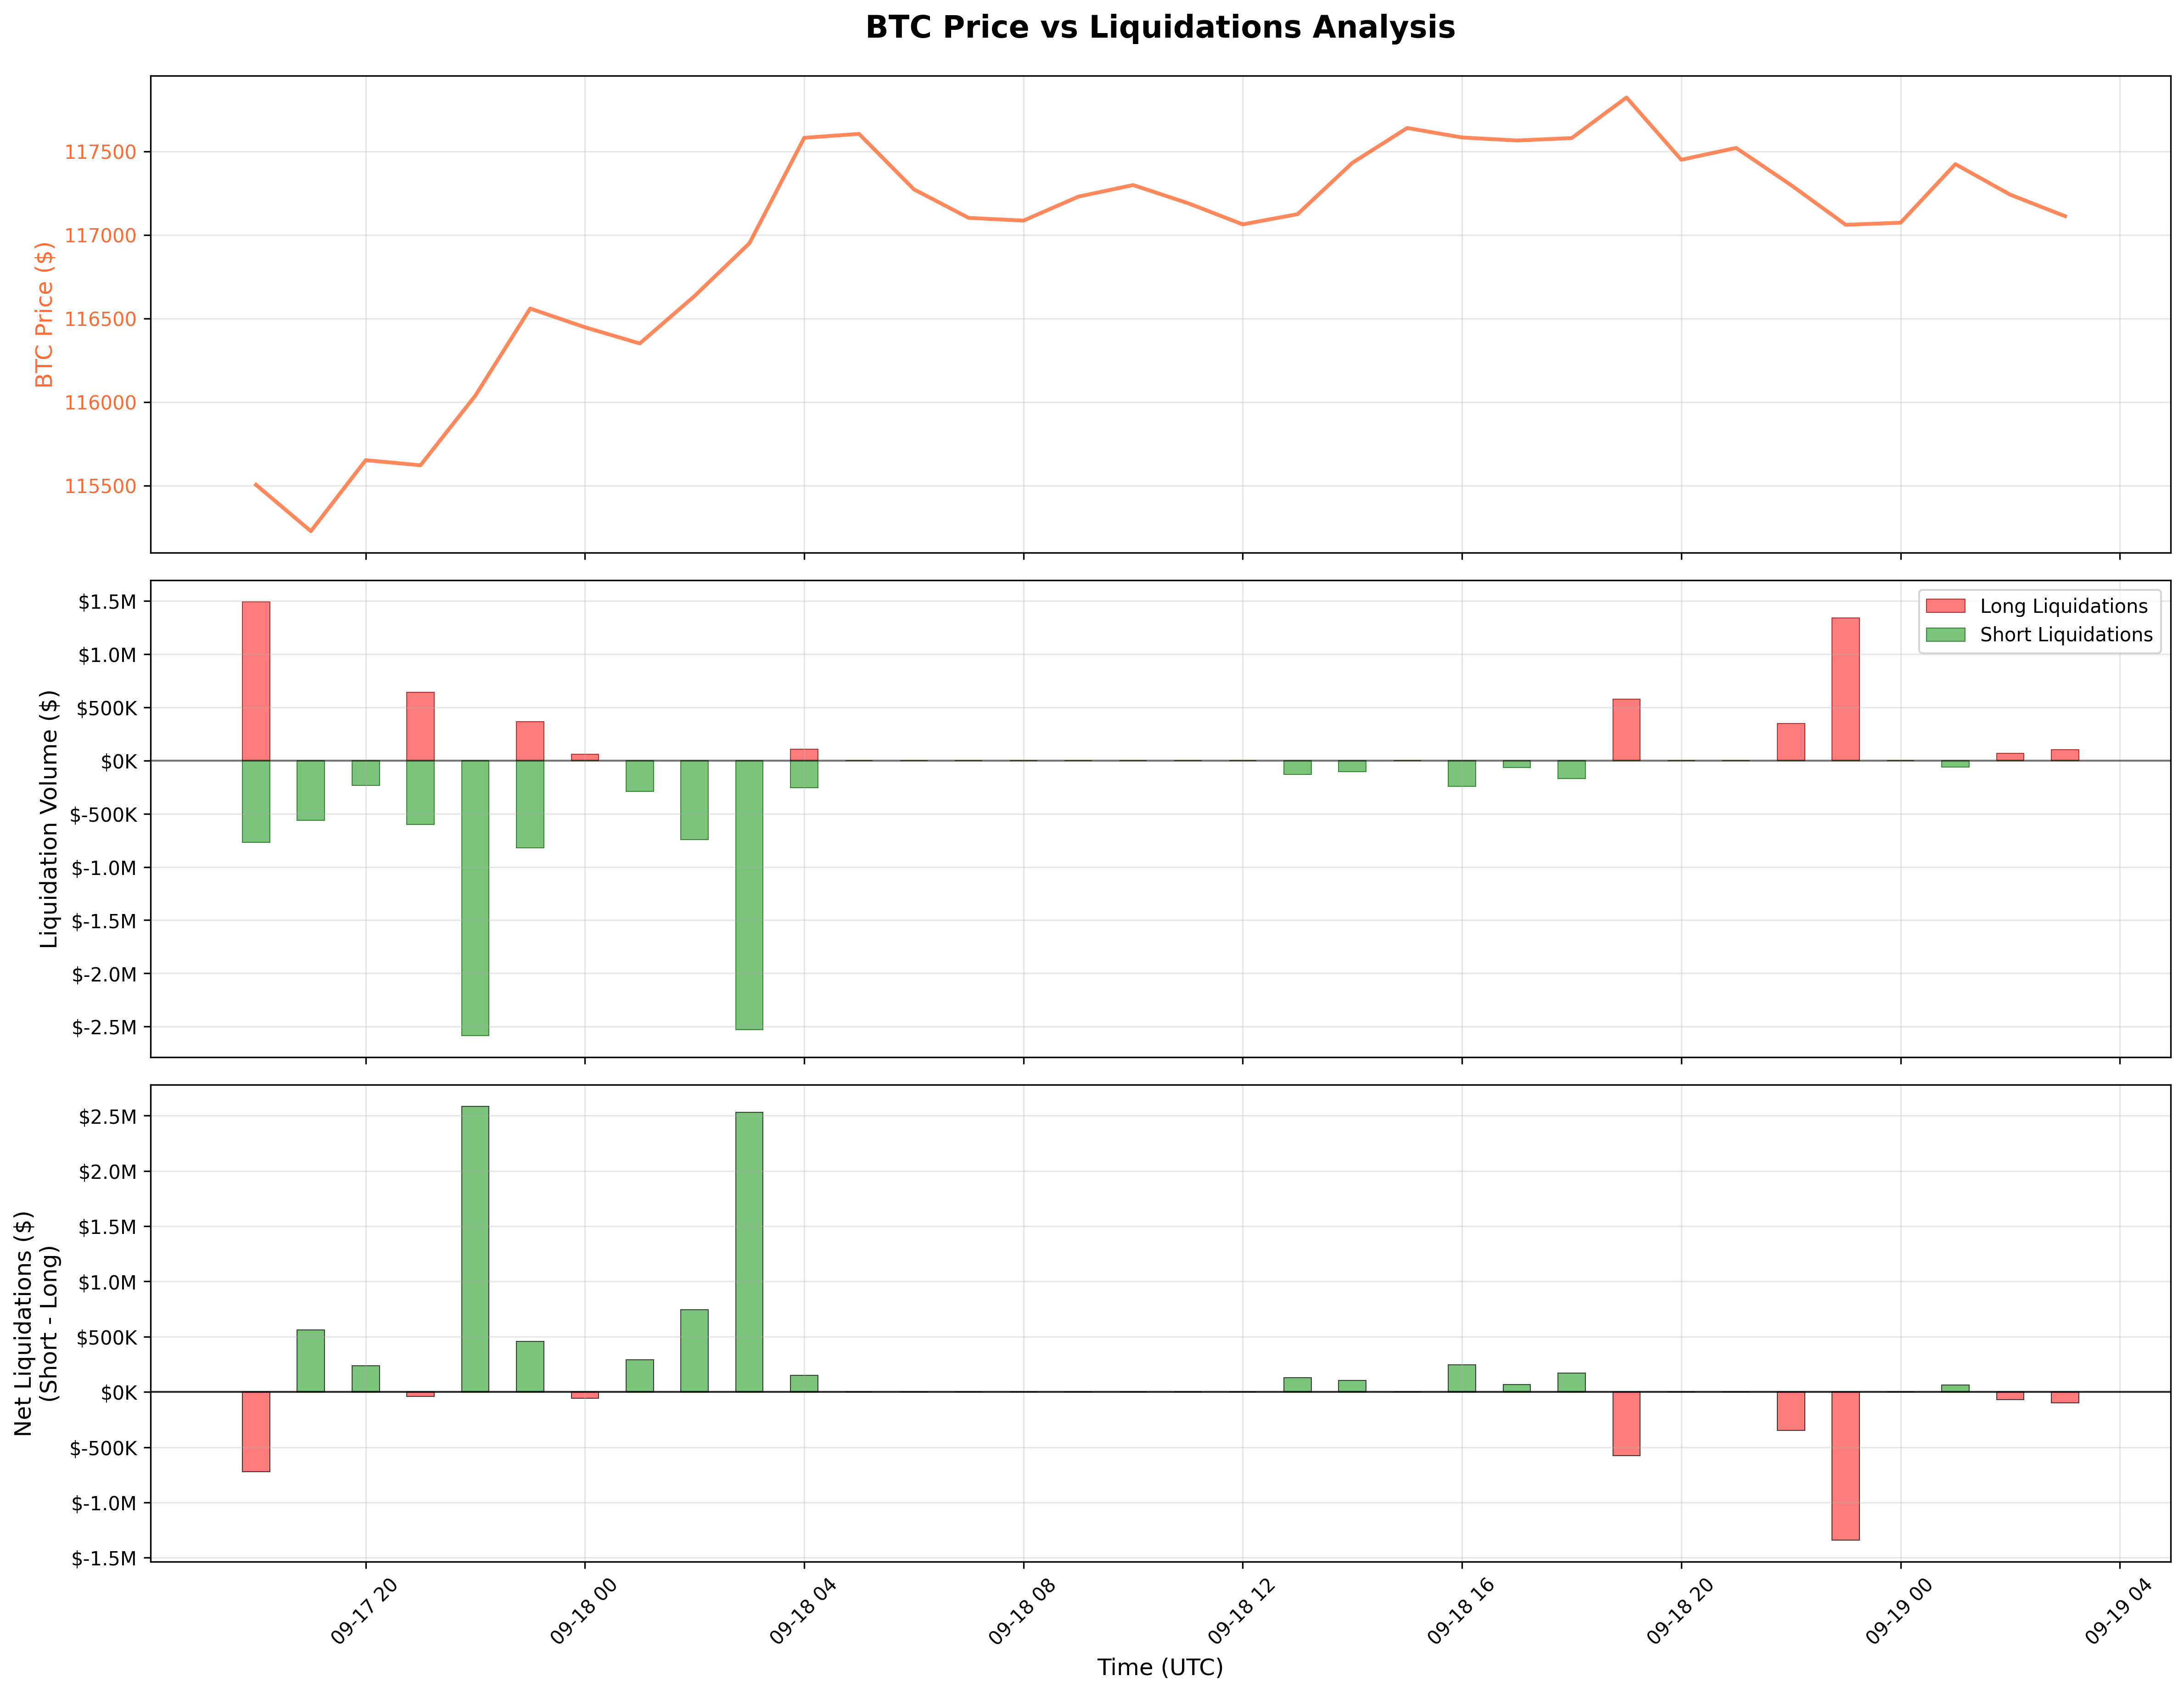 BTC Price vs Liquidations Analysis
BTC Price ($)
117500
117000
116500
116000
115500
Liquidation Volume ($)
$1.5M
$1.0M
$500K
$0K
$-500K
$-1.0M
$-1.5M
$-2.0M
$-2.5M
Long Liquidations
Short Liquidations
Net Liquidations ($)
(Short - Long)
$2.5M
$2.0M
$1.5M
$1.0M
$500K
$0K
$-500K
$-1.0M
$-1.5M
09-17 20
09-18 00
09-18 04
09-18 08
09-18 12
09-18 16
09-18 20
09-19 00
09-19 04
Time (UTC)